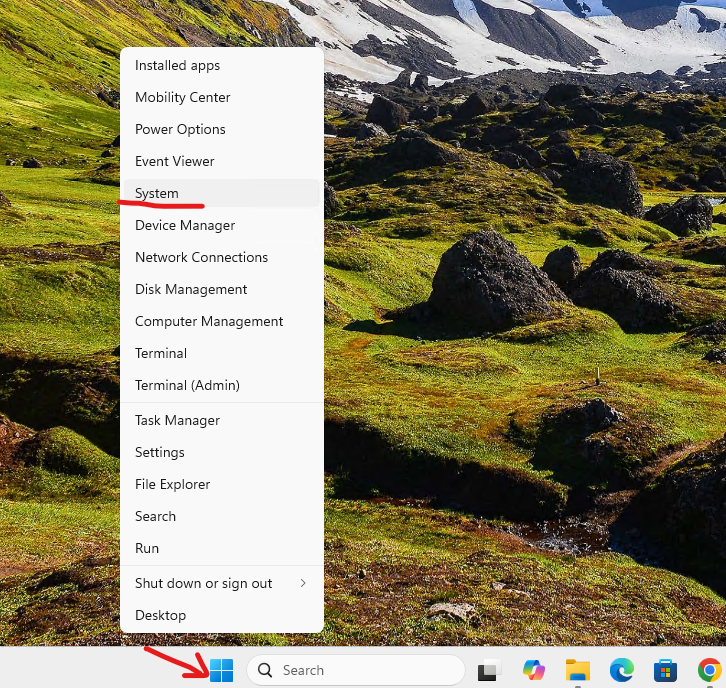 Installed apps
Mobility Center
Power Options
Event Viewer
System
Device Manager
Network Connections
Disk Management
Computer Management
Terminal
Terminal (Admin)
Task Manager
Settings
File Explorer
Search
Run
Shut down or sign out
Desktop
Search